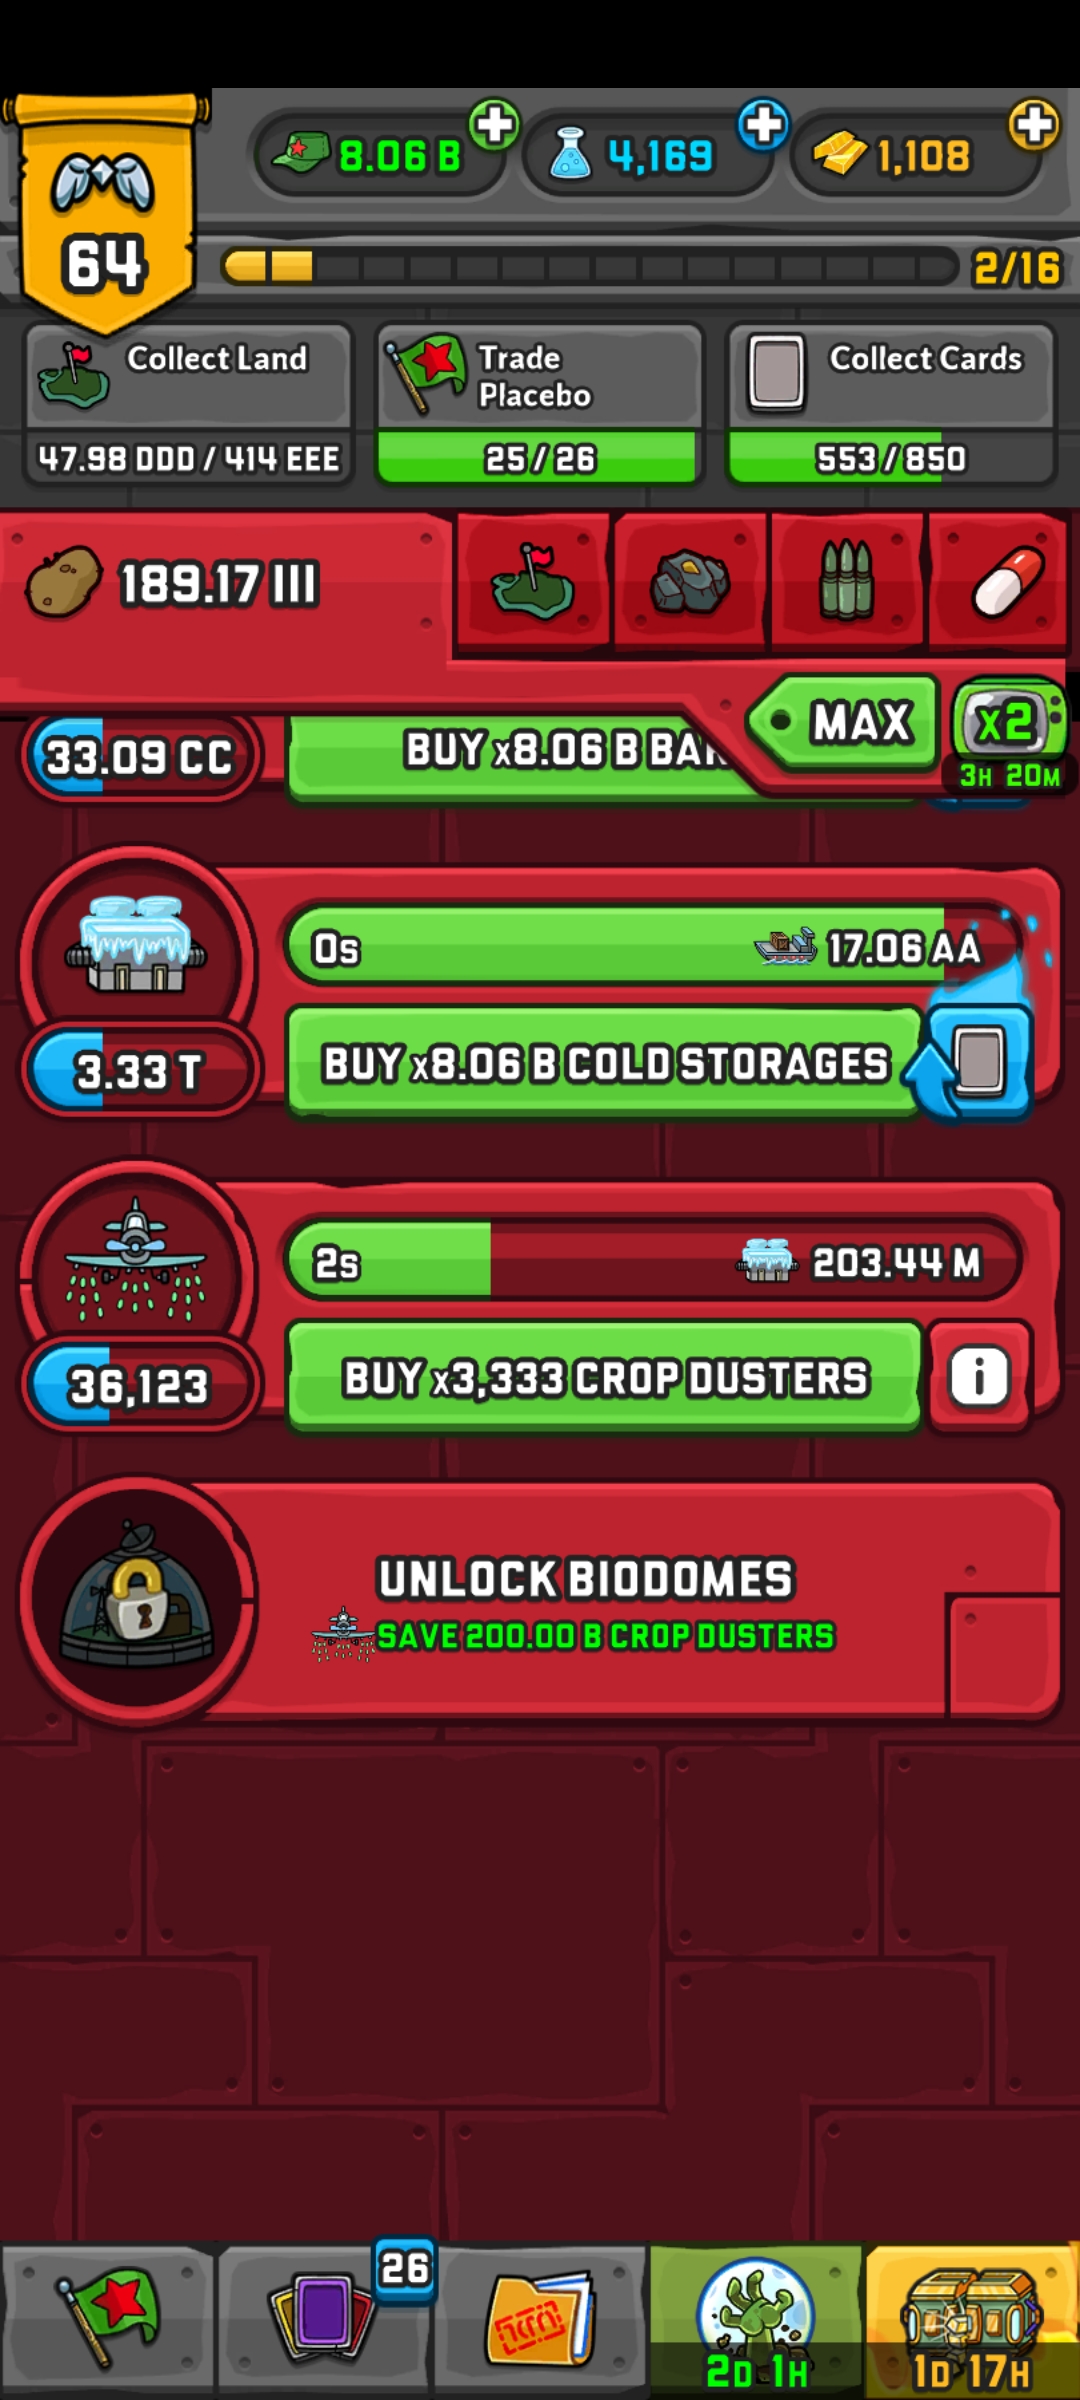 8.06 B
4,169
1,108
64
2/16
Collect Land
47.98 DDD / 414 EEE
Trade
Placebo
25 / 26
Collect Cards
553 / 850
189.17 III
MAX
x2
3H 20M
33.09 CC
BUY x8.06 B
0s
17.06 AA
3.33 T
BUY x8.06 B COLD STORAGES
2s
203.44 M
36,123
BUY x3,333 CROP DUSTERS
i
UNLOCK BIODOMES
SAVE 200.00 B CROP DUSTERS
26
2D 1H
1D 17H